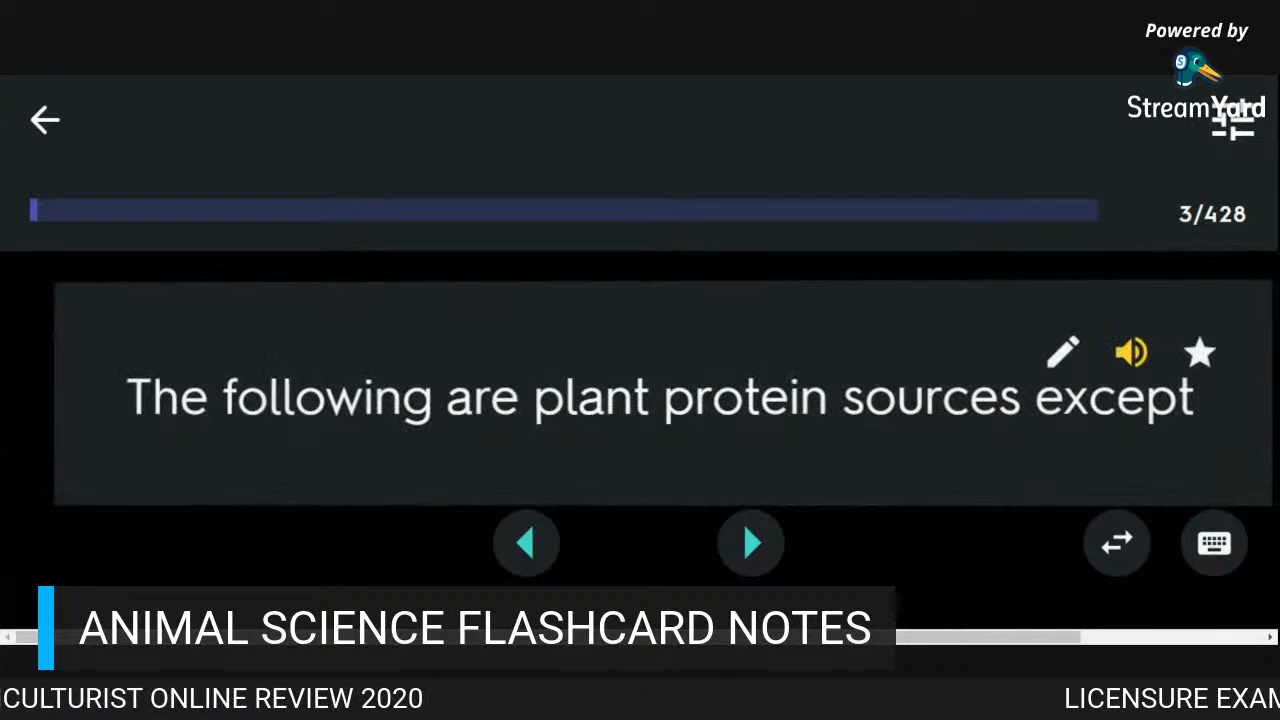 Powered by
StreamYard
3/428
The following are plant protein sources except
ANIMAL SCIENCE FLASHCARD NOTES
CULTURIST ONLINE REVIEW 2020
LICENSURE EXAM